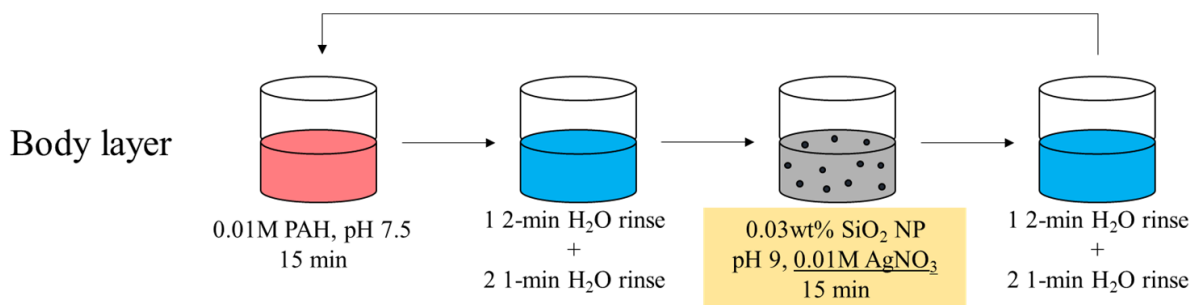 Body layer
0.01M PAH, pH 7.5
15 min
1 2-min H₂O rinse
+
2 1-min H₂O rinse
0.03wt% SiO₂ NP
pH 9, 0.01M AgNO₃
15 min
1 2-min H₂O rinse
+
2 1-min H₂O rinse